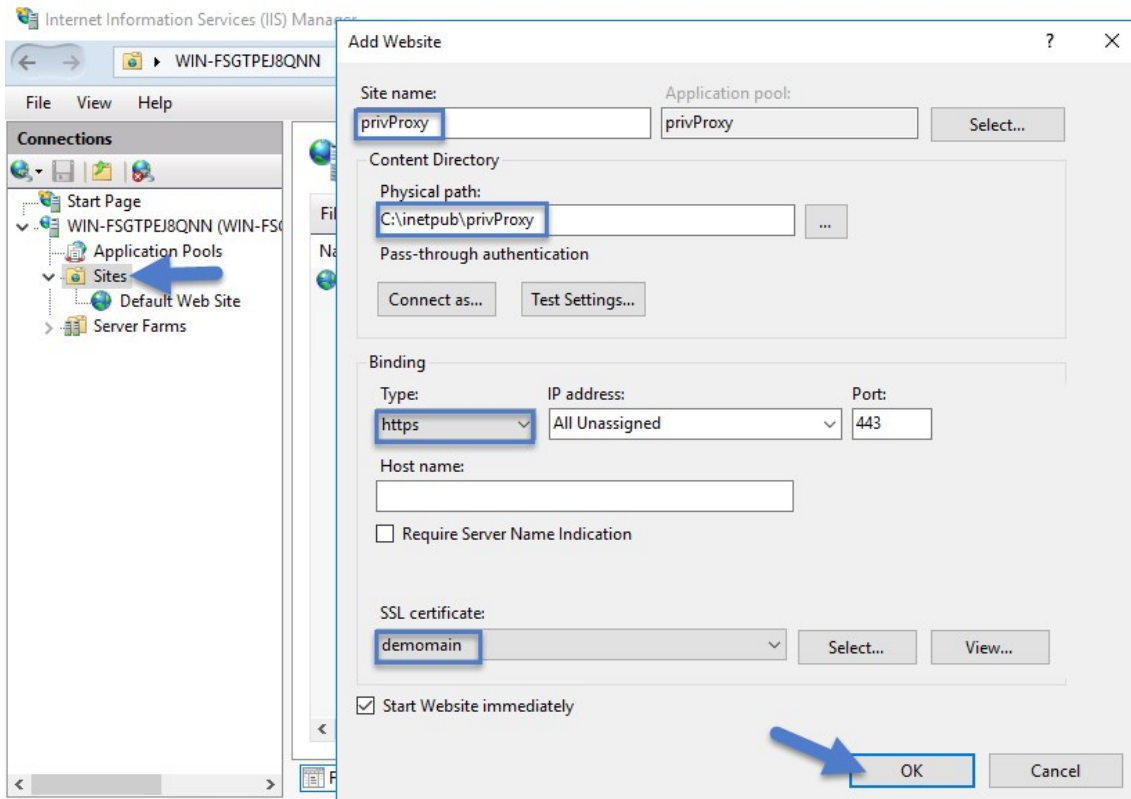 Internet Information Services (IIS) Manager
WIN-FSGTPEJ8QNN
File View Help
Connections
Start Page
WIN-FSGTPEJ8QNN (WIN-FSG
Application Pools
Sites
Default Web Site
Server Farms
Add Website
? ×
Site name: Application pool:
privProxy privProxy Select...
Content Directory
Physical path:
C:\inetpub\privProxy ...
Pass-through authentication
Connect as... Test Settings...
Binding
Type: IP address: Port:
https All Unassigned 443
Host name:
Require Server Name Indication
SSL certificate:
demomain Select... View...
Start Website immediately
OK Cancel